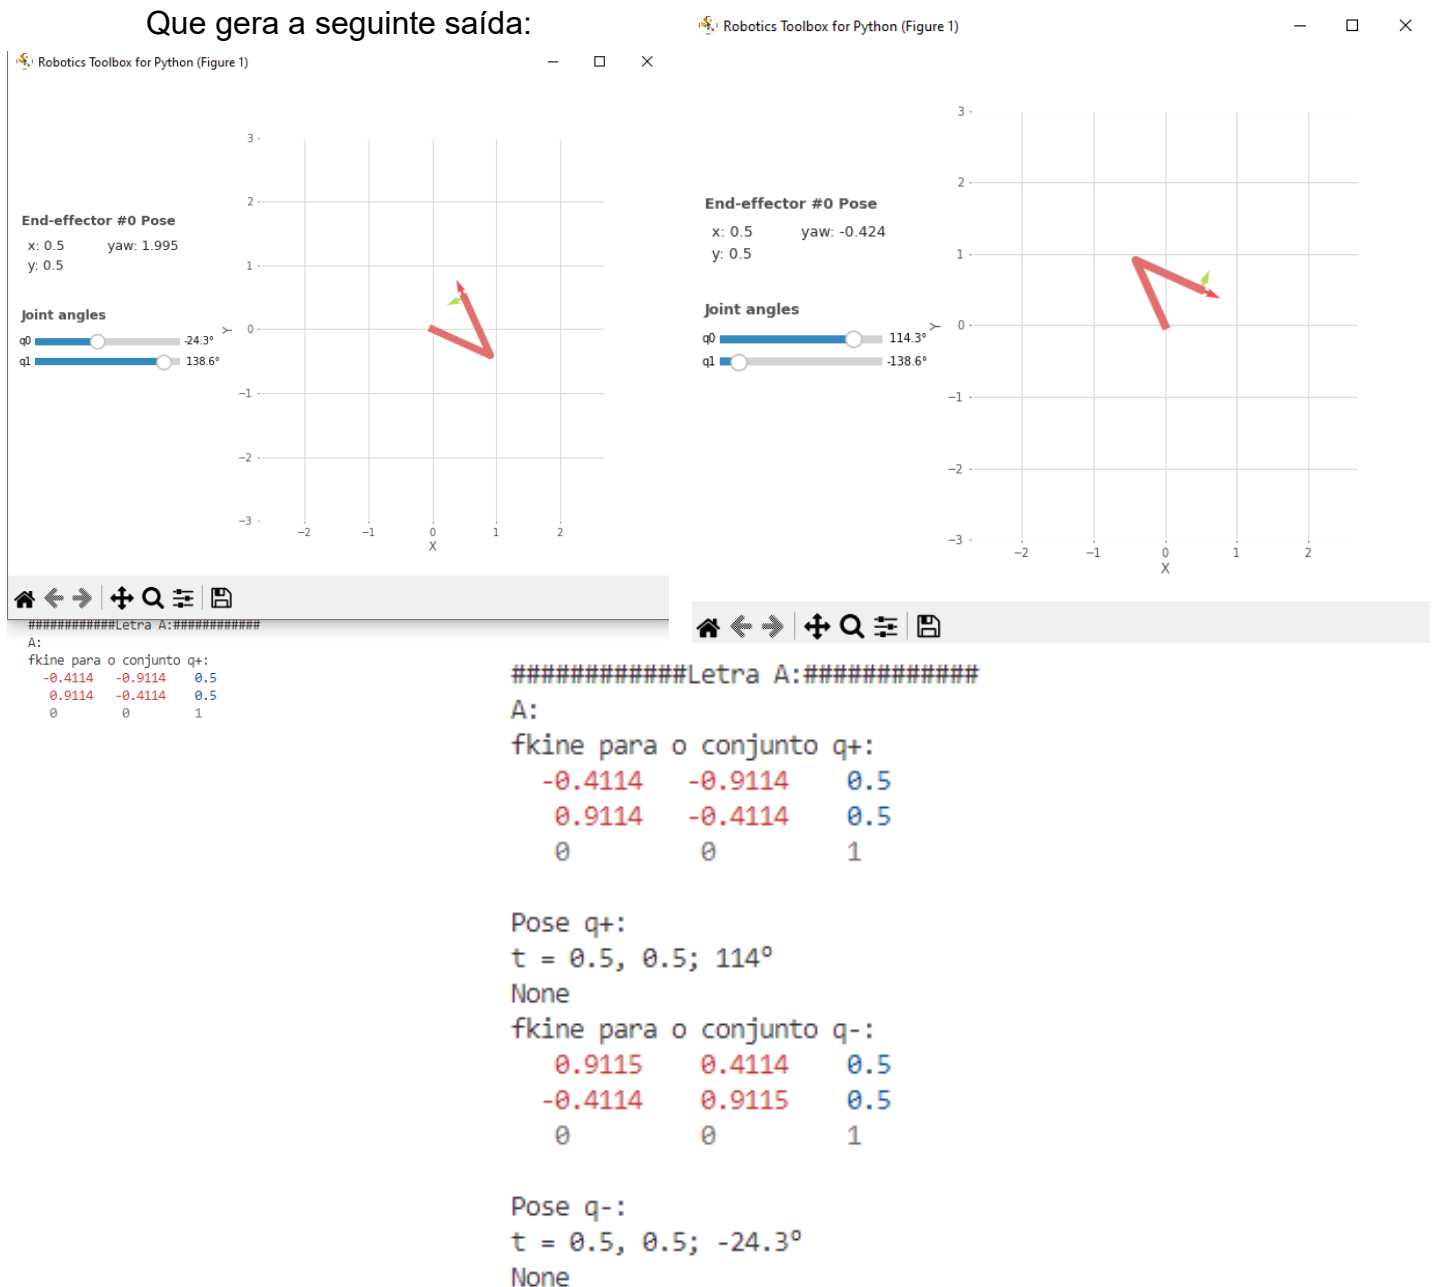 Que gera a seguinte saída:
Robotics Toolbox for Python (Figure 1)
End-effector #0 Pose
x: 0.5 yaw: 1.995
y: 0.5
Joint angles
q0 -24.3°
q1 138.6°
3
2
1
0
−1
−2
−3
Y
−2 −1 0 1 2
X
Robotics Toolbox for Python (Figure 1)
End-effector #0 Pose
x: 0.5 yaw: -0.424
y: 0.5
Joint angles
q0 114.3°
q1 -138.6°
3
2
1
0
−1
−2
−3
Y
−2 −1 0 1 2
X
############Letra A:############
A:
fkine para o conjunto q+:
-0.4114 -0.9114 0.5
0.9114 -0.4114 0.5
0 0 1
############Letra A:############
A:
fkine para o conjunto q+:
-0.4114 -0.9114 0.5
0.9114 -0.4114 0.5
0 0 1
Pose q+:
t = 0.5, 0.5; 114º
None
fkine para o conjunto q-:
0.9115 0.4114 0.5
-0.4114 0.9115 0.5
0 0 1
Pose q-:
t = 0.5, 0.5; -24.3º
None